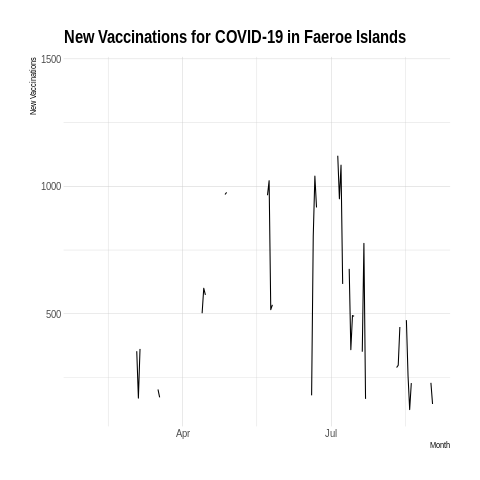 New Vaccinations for COVID-19 in Faeroe Islands
New Vaccinations
1500
1000
500
Apr
Jul
Month